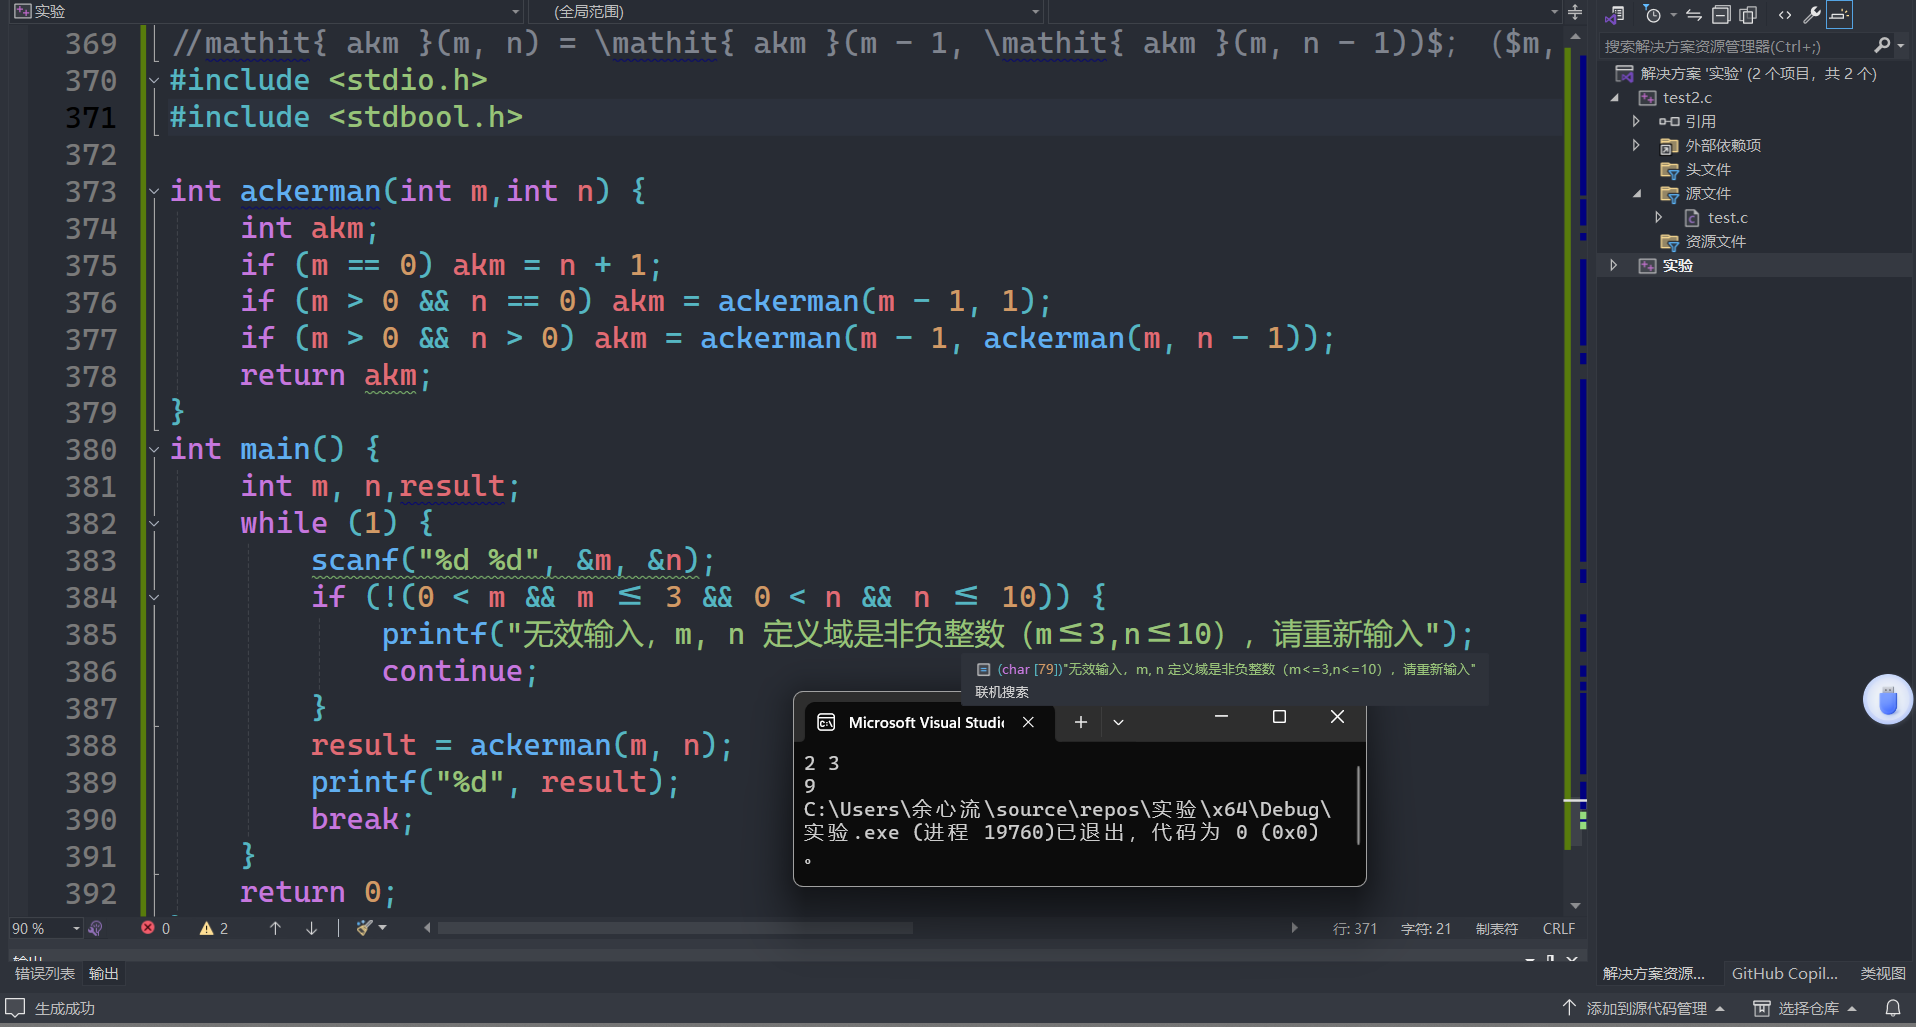 实验
(全局范围)
369 //mathit{ akm }(m, n) = \mathit{ akm }(m - 1, \mathit{ akm }(m, n - 1))$; ($m,
370 #include <stdio.h>
371 #include <stdbool.h>
372
373 int ackerman(int m,int n) {
374 int akm;
375 if (m == 0) akm = n + 1;
376 if (m > 0 && n == 0) akm = ackerman(m - 1, 1);
377 if (m > 0 && n > 0) akm = ackerman(m - 1, ackerman(m, n - 1));
378 return akm;
379 }
380 int main() {
381 int m, n,result;
382 while (1) {
383 scanf("%d %d", &m, &n);
384 if (!(0 < m && m ≤ 3 && 0 < n && n ≤ 10)) {
385 printf("无效输入，m, n 定义域是非负整数（m≤3,n≤10），请重新输入");
386 continue;
387 }
388 result = ackerman(m, n);
389 printf("%d", result);
390 break;
391 }
392 return 0;
(char [79])"无效输入，m, n 定义域是非负整数（m<=3,n<=10），请重新输入"
联机搜索
Microsoft Visual Studi
2 3
9
C:\Users\余心流\source\repos\实验\x64\Debug\
实验.exe (进程 19760)已退出，代码为 0 (0x0)
。
90 %
0
2
行: 371
字符: 21
制表符
CRLF
输出
错误列表
输出
生成成功
搜索解决方案资源管理器(Ctrl+;)
解决方案 '实验' (2 个项目，共 2 个)
test2.c
引用
外部依赖项
头文件
源文件
test.c
资源文件
实验
解决方案资源...
GitHub Copil...
类视图
添加到源代码管理
选择仓库